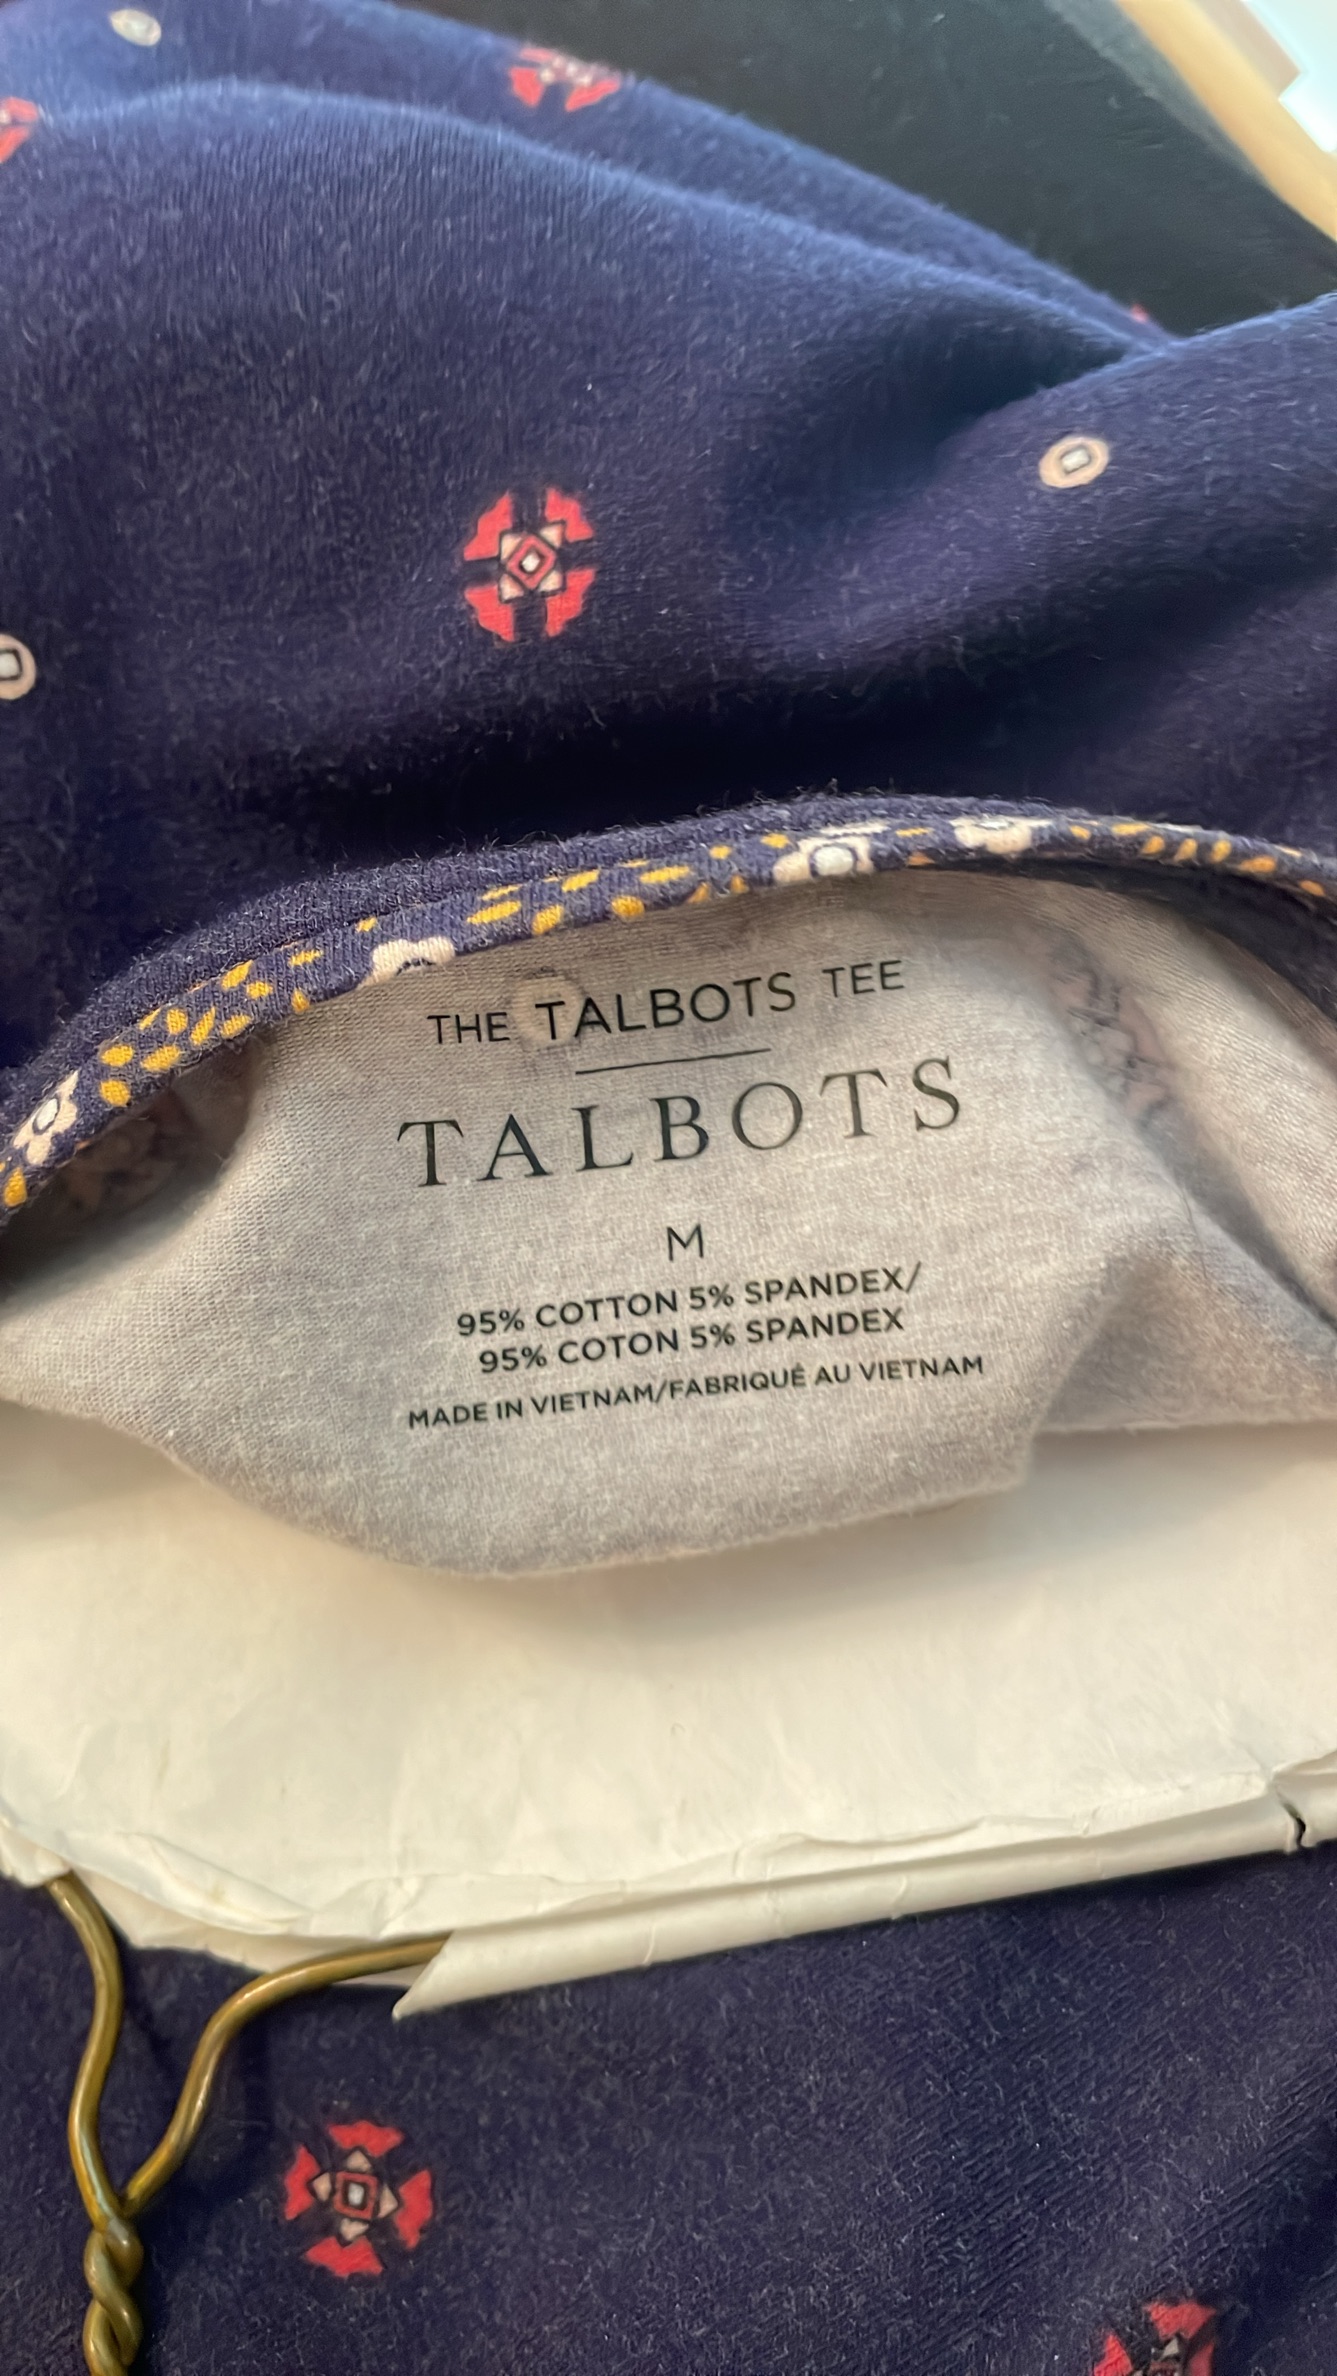 THE TALBOTS TEE
TALBOTS
M
95% COTTON 5% SPANDEX/
95% COTON 5% SPANDEX
MADE IN VIETNAM/FABRIQUÉ AU VIETNAM